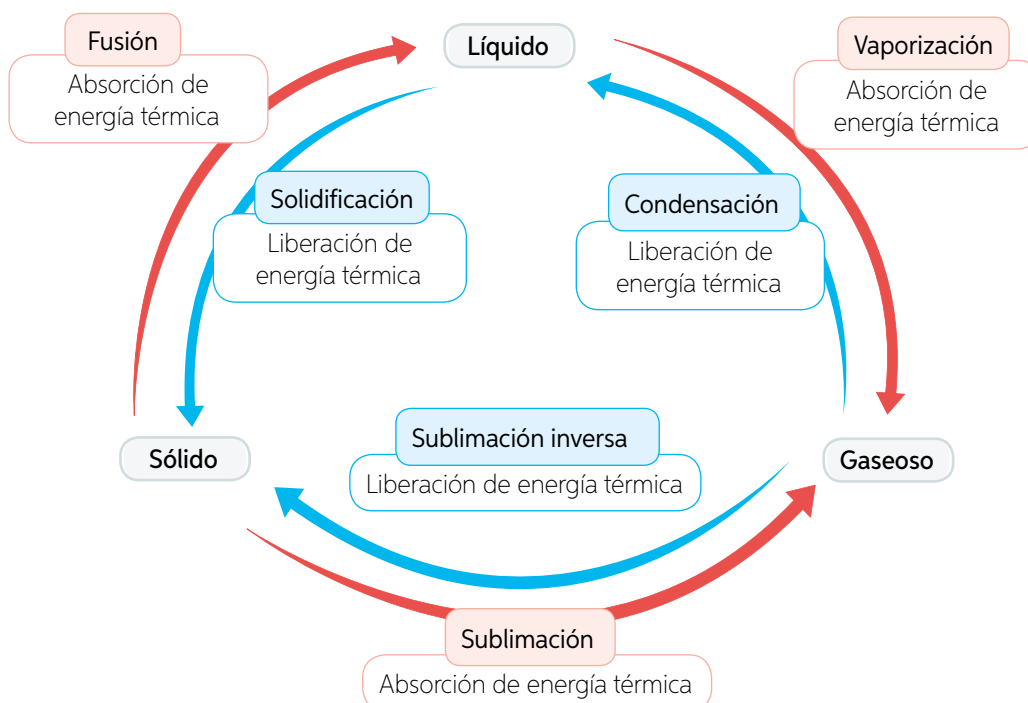 Fusión
Absorción de
energía térmica
Líquido
Vaporización
Absorción de
energía térmica
Solidificación
Liberación de
energía térmica
Condensación
Liberación de
energía térmica
Sólido
Sublimación inversa
Liberación de energía térmica
Gaseoso
Sublimación
Absorción de energía térmica